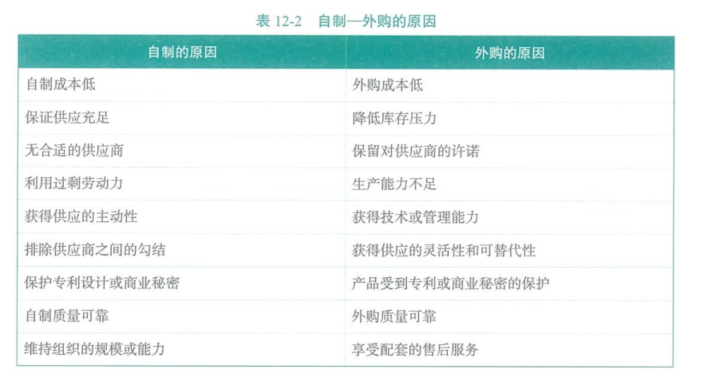 表 12-2 自制—外购的原因
自制的原因 外购的原因
自制成本低 外购成本低
保证供应充足 降低库存压力
无合适的供应商 保留对供应商的许诺
利用过剩劳动力 生产能力不足
获得供应的主动性 获得技术或管理能力
排除供应商之间的勾结 获得供应的灵活性和可替代性
保护专利设计或商业秘密 产品受到专利或商业秘密的保护
自制质量可靠 外购质量可靠
维持组织的规模或能力 享受配套的售后服务